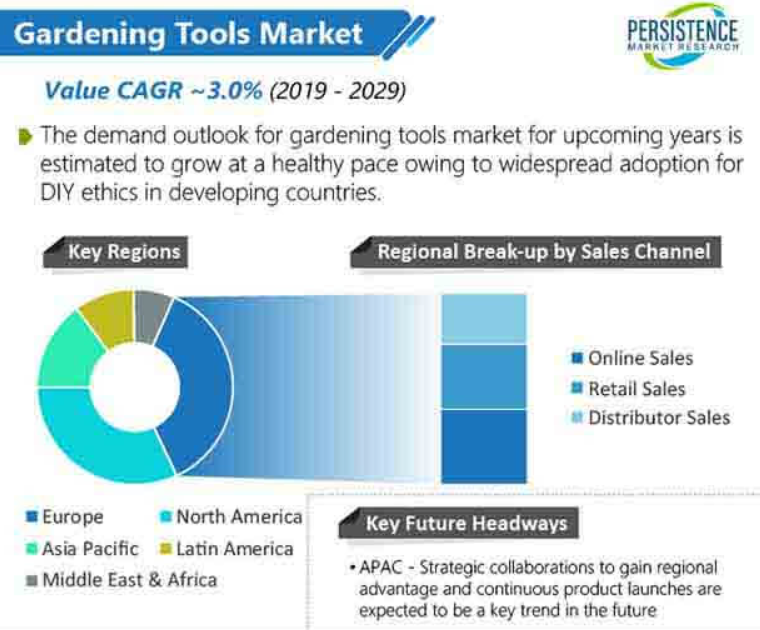 Gardening Tools Market
PERSISTENCE
MARKET RESEARCH
Value CAGR ~3.0% (2019 - 2029)
The demand outlook for gardening tools market for upcoming years is
estimated to grow at a healthy pace owing to widespread adoption for
DIY ethics in developing countries.
Key Regions
Regional Break-up by Sales Channel
Online Sales
Retail Sales
Distributor Sales
Europe
North America
Asia Pacific
Latin America
Middle East & Africa
Key Future Headways
• APAC - Strategic collaborations to gain regional
advantage and continuous product launches are
expected to be a key trend in the future